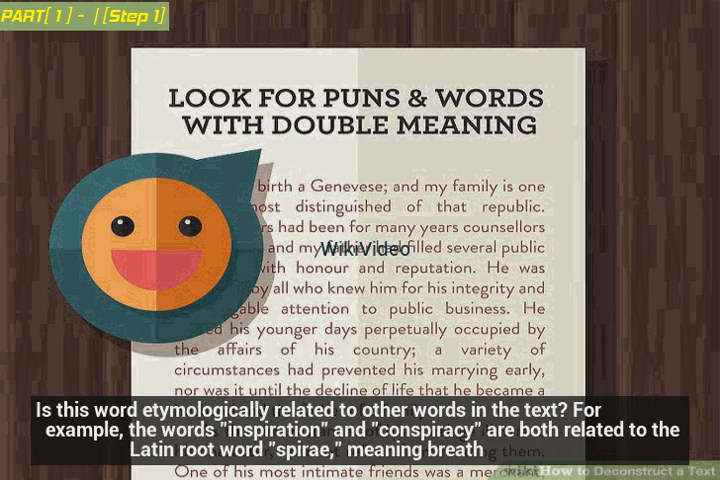 PART[ 1 ] - | [Step 1]
LOOK FOR PUNS & WORDS
WITH DOUBLE MEANING
birth a Genevese; and my family is one
most distinguished of that republic.
had been for many years counsellors
and my father had filled several public
WikiVideo
with honour and reputation. He was
by all who knew him for his integrity and
attention to public business. He
his younger days perpetually occupied by
the affairs of his country; a variety of
circumstances had prevented his marrying early,
nor was it until the decline of life that he became a
Is this word etymologically related to other words in the text? For
example, the words "inspiration" and "conspiracy" are both related to the
Latin root word "spirae," meaning breath
One of his most intimate friends was a
wikiHow to Deconstruct a Text